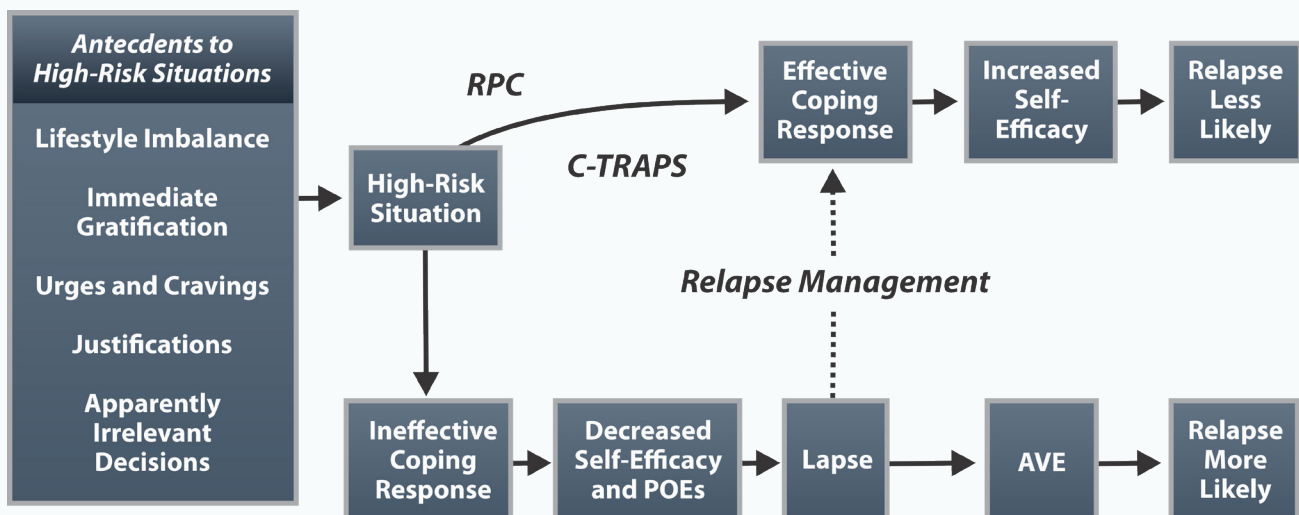 Antecdents to
High-Risk Situations
Lifestyle Imbalance
Immediate
Gratification
Urges and Cravings
Justifications
Apparently
Irrelevant
Decisions
High-Risk
Situation
RPC
C-TRAPS
Effective
Coping
Response
Increased
Self-
Efficacy
Relapse
Less
Likely
Relapse Management
Ineffective
Coping
Response
Decreased
Self-Efficacy
and POEs
Lapse
AVE
Relapse
More
Likely